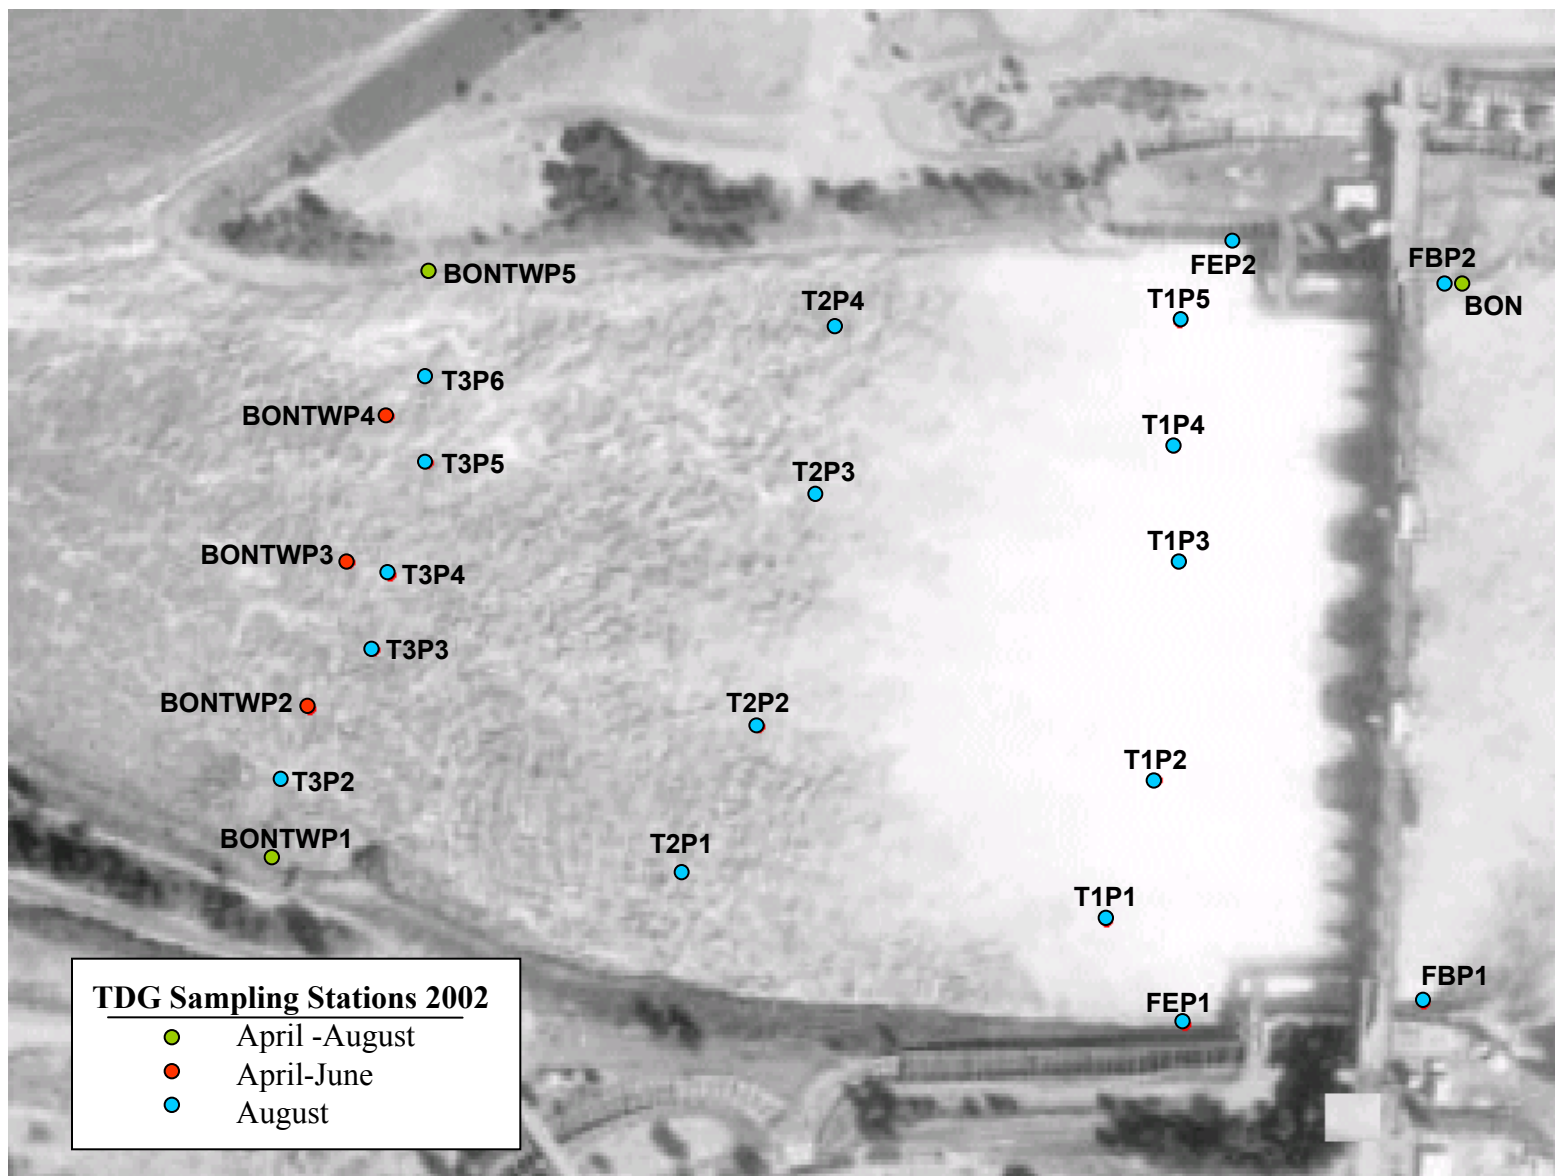 FEP2
FBP2
BONTWP5
T2P4
T1P5
BON
T3P6
BONTWP4
T1P4
T3P5
T2P3
BONTWP3
T3P4
T1P3
T3P3
BONTWP2
T2P2
T1P2
T3P2
BONTWP1
T2P1
T1P1
FBP1
FEP1
TDG Sampling Stations 2002
April -August
April-June
August